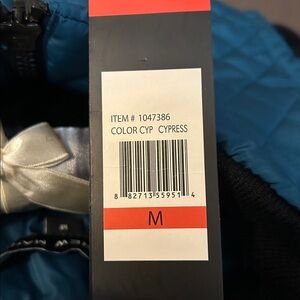 ITEM # 1047386
COLOR CYP CYPRESS
8 82713 55951 4
M